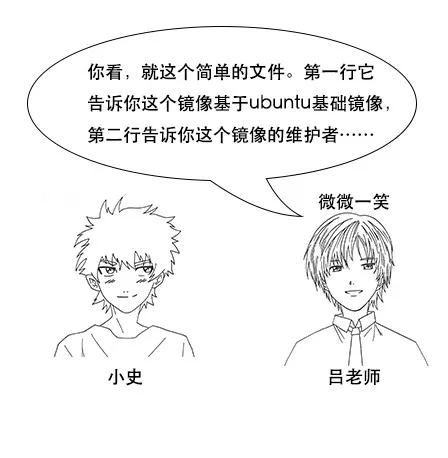 你看，就这个简单的文件。第一行它
告诉你这个镜像基于ubuntu基础镜像，
第二行告诉你这个镜像的维护者……
微微一笑
小史
吕老师